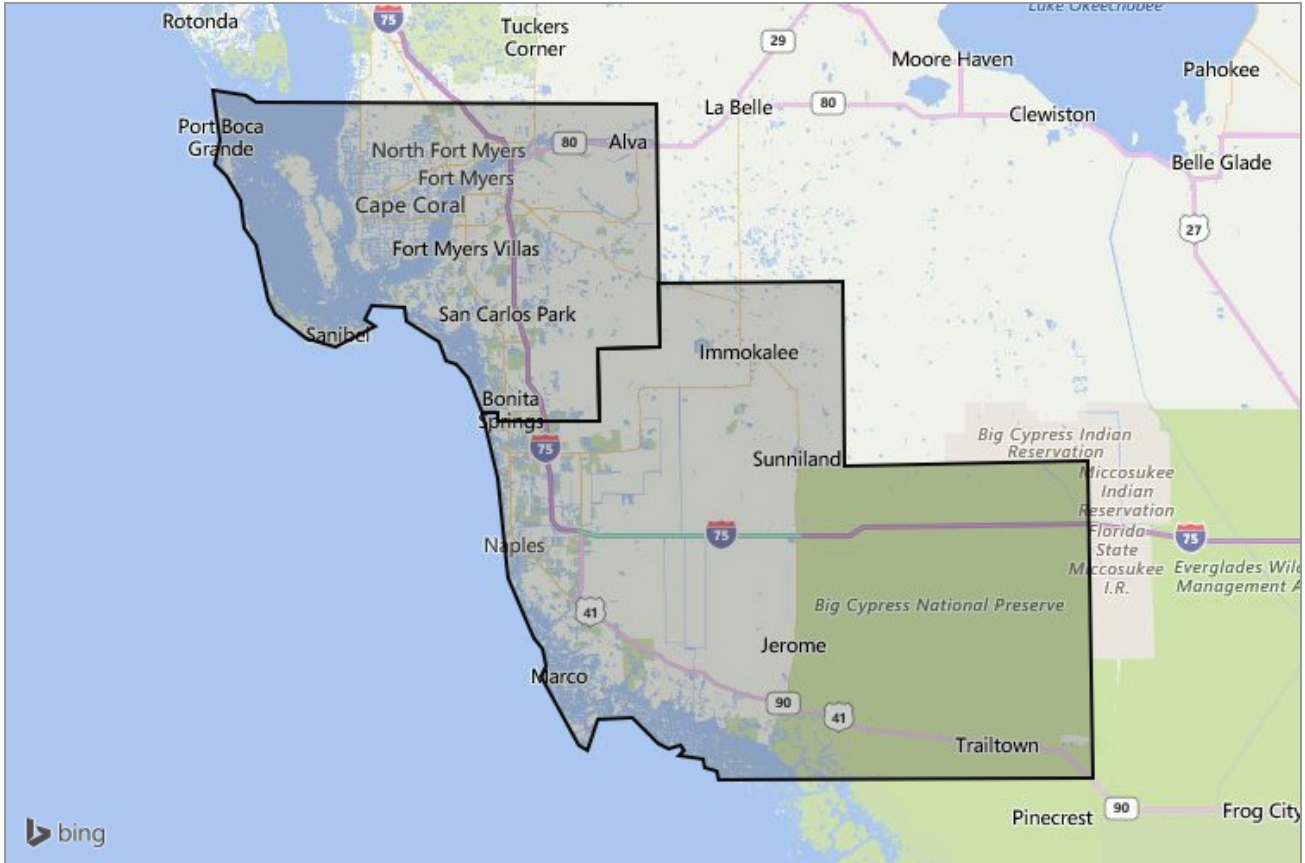 Lake Okeechobee
Rotonda
75
Tuckers
Corner
29
Moore Haven
Pahokee
La Belle
80
Clewiston
Port Boca
Grande
North Fort Myers
80
Alva
Belle Glade
Fort Myers
Cape Coral
27
Fort Myers Villas
San Carlos Park
Sanibel
Immokalee
Bonita
Springs
75
Sunniland
Big Cypress Indian
Reservation
Miccosukee
Indian
Reservation
Florida
State
Miccosukee
I.R.
Naples
75
75
Everglades Wil
Management A
41
Big Cypress National Preserve
Jerome
Marco
90
41
Trailtown
Pinecrest
90
Frog City
bing